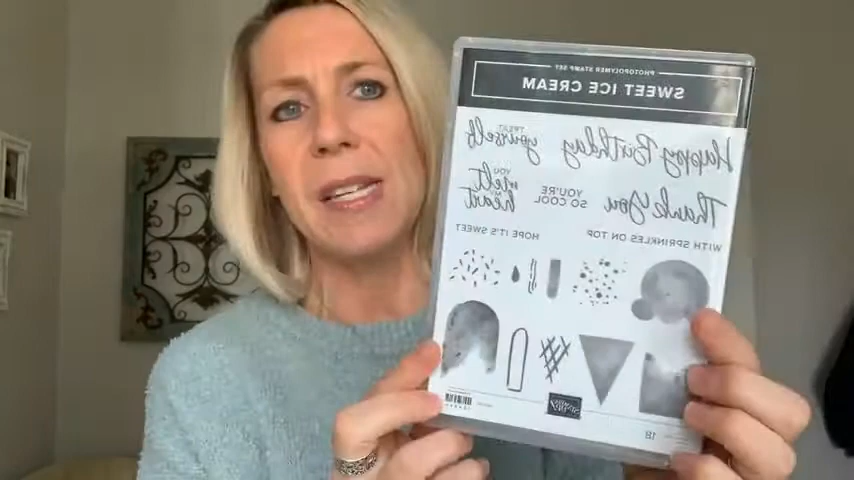 PHOTOPOLYMER STAMP SET
SWEET ICE CREAM
Happy Birthday
TREAT yourself
Thank You
YOU'RE SO COOL
YOU melt MY heart
WITH SPRINKLES ON TOP
HOPE IT'S SWEET
18